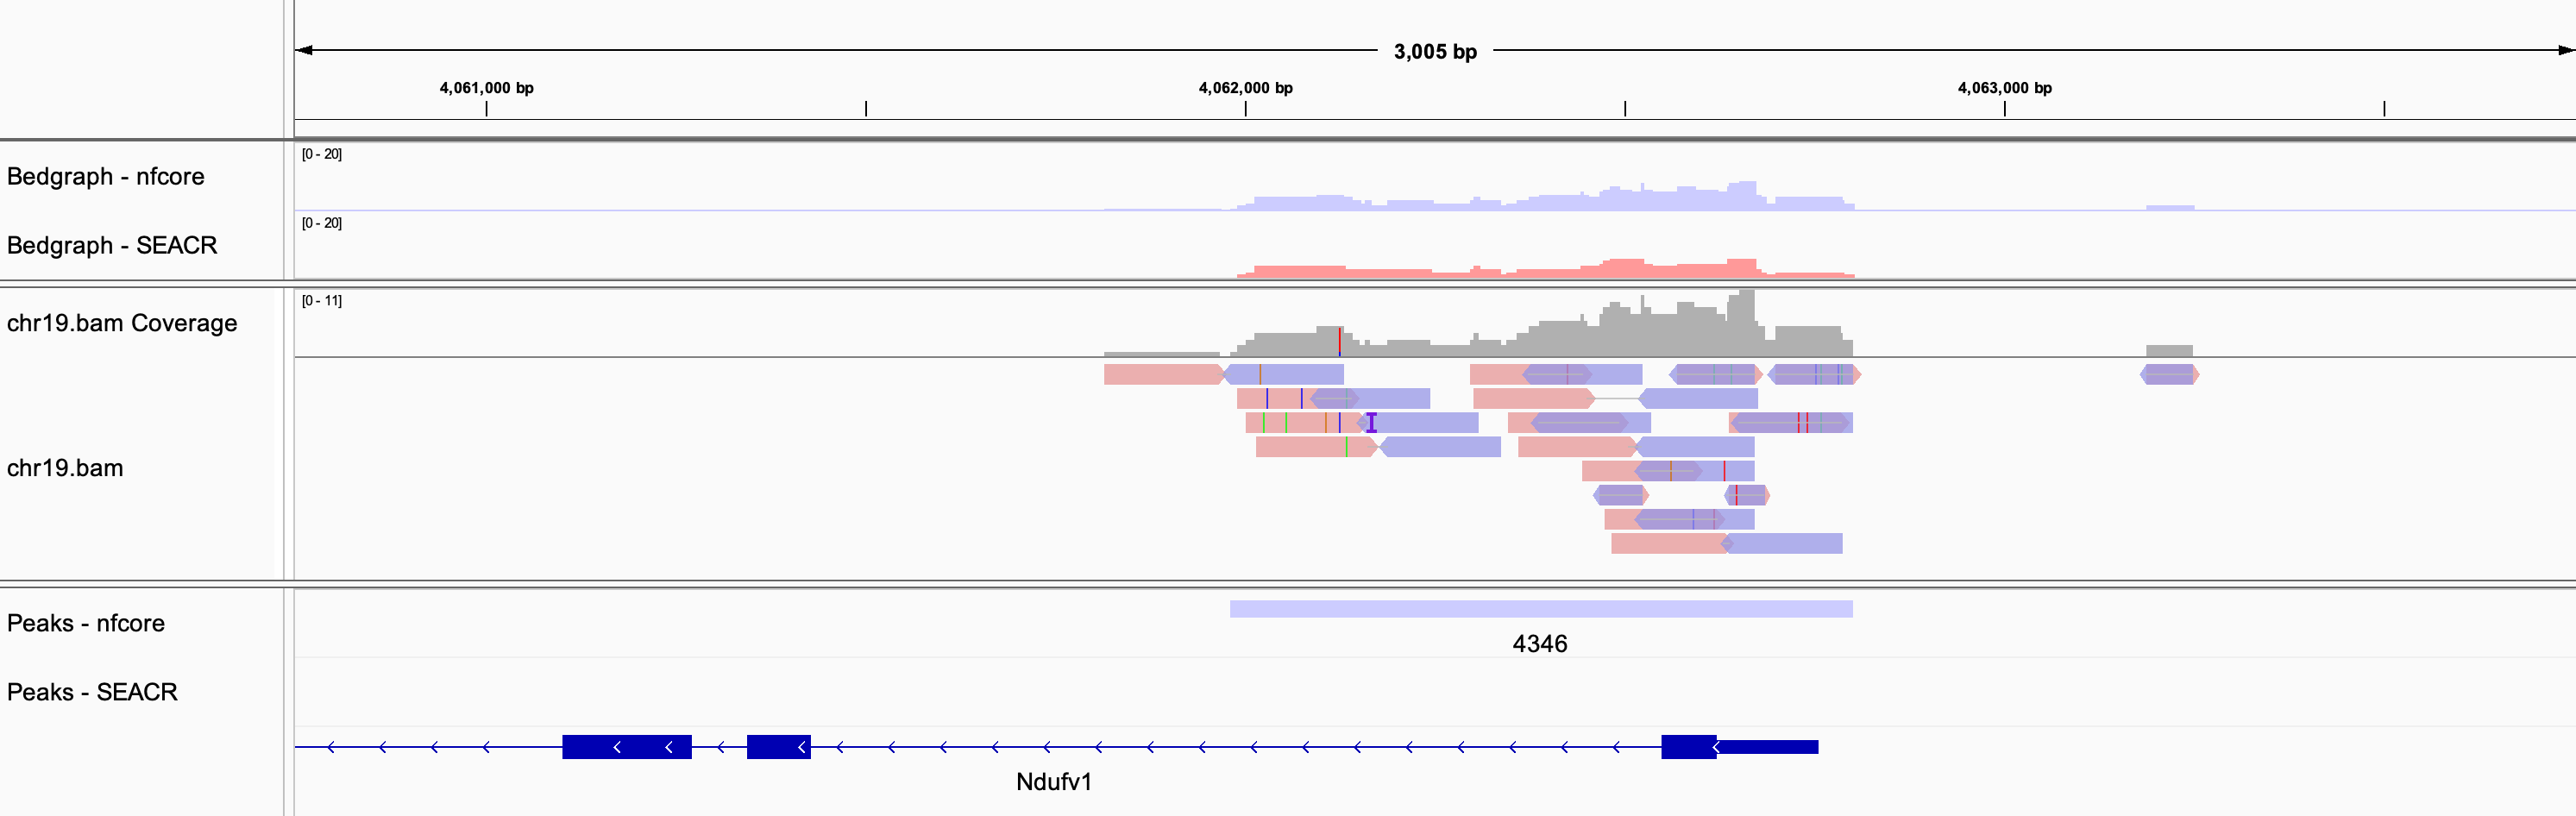 3,005 bp
4,061,000 bp 4,062,000 bp 4,063,000 bp
[0 - 20]
Bedgraph - nfcore
[0 - 20]
Bedgraph - SEACR
[0 - 11]
chr19.bam Coverage
chr19.bam
Peaks - nfcore
4346
Peaks - SEACR
Ndufv1